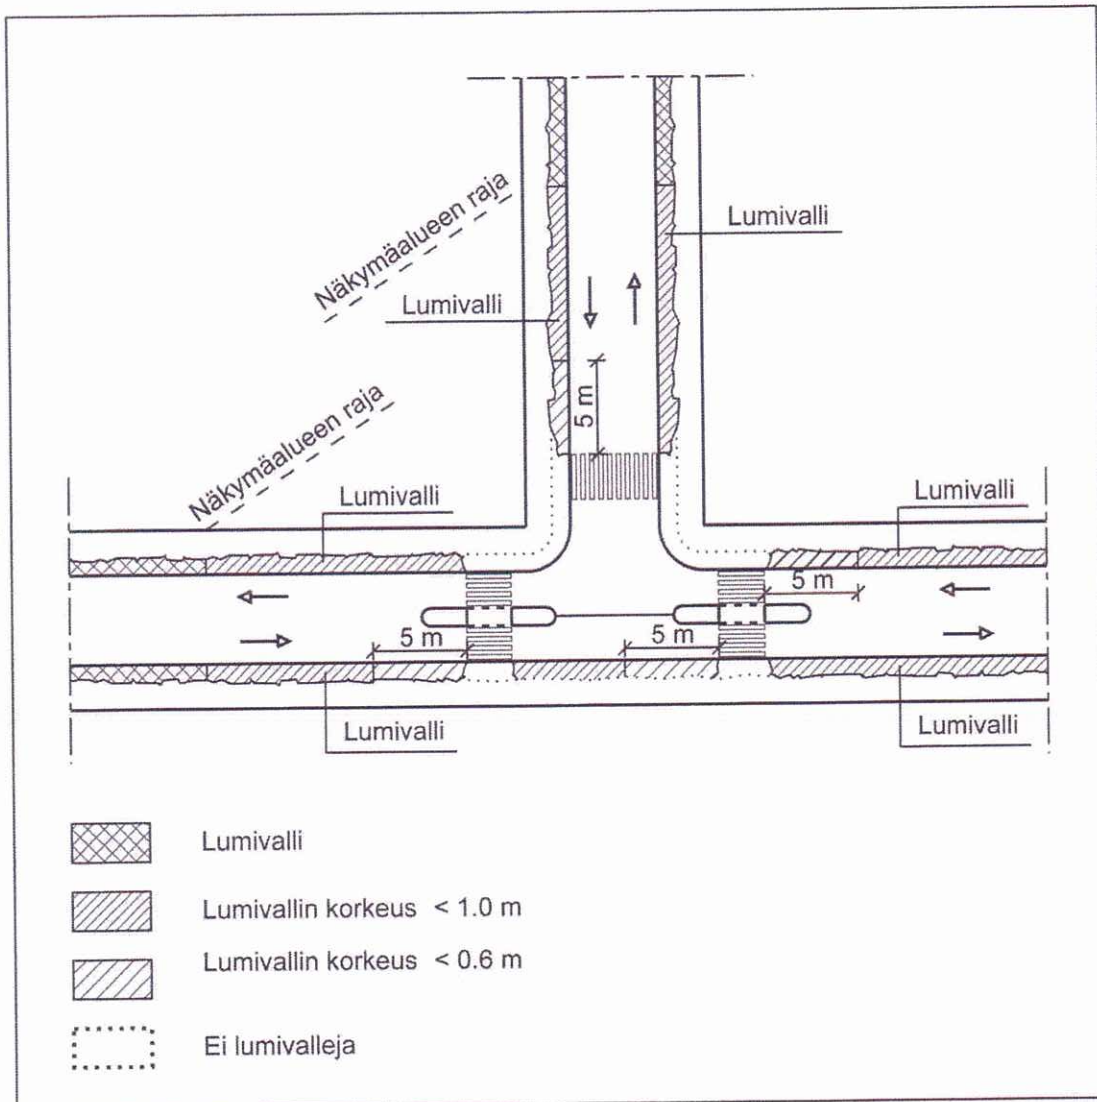 Näkymäalueen raja
Lumivalli
Lumivalli
5 m
Näkymäalueen raja
Lumivalli
Lumivalli
5 m
5 m
5 m
Lumivalli
Lumivalli
Lumivalli
Lumivallin korkeus < 1.0 m
Lumivallin korkeus < 0.6 m
Ei lumivalleja